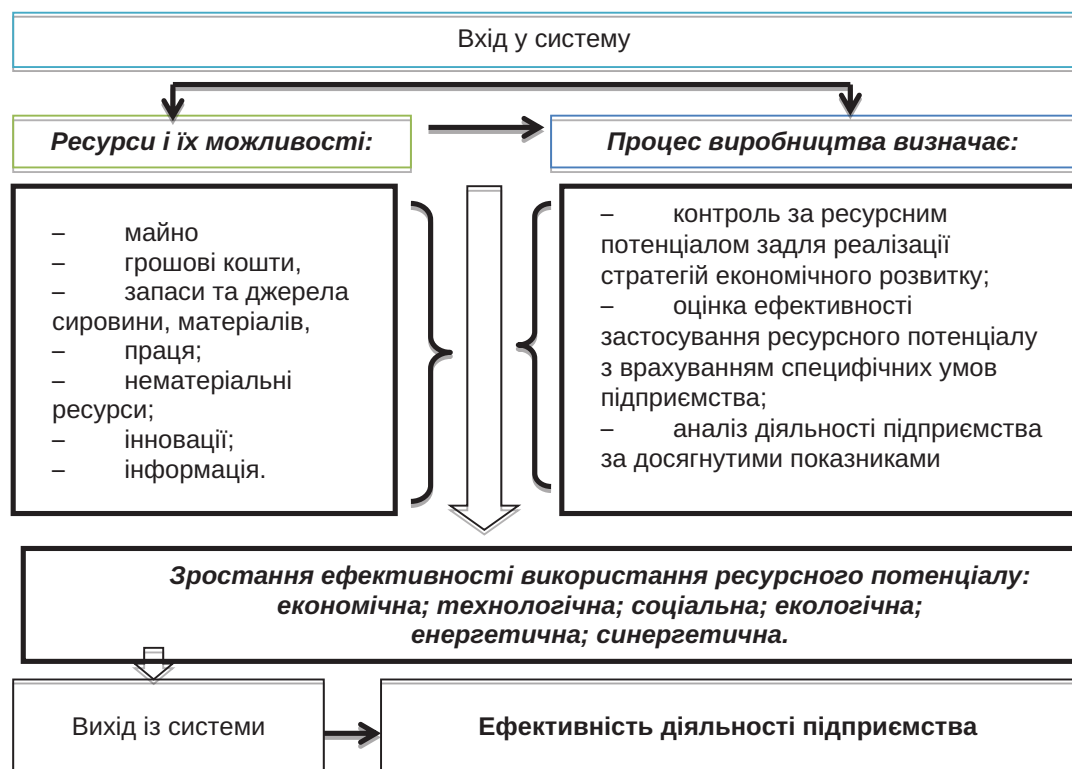 Вхід у систему
Ресурси і їх можливості:
Процес виробництва визначає:
– майно
– грошові кошти,
– запаси та джерела
сировини, матеріалів,
– праця;
– нематеріальні
ресурси;
– інновації;
– інформація.
– контроль за ресурсним
потенціалом задля реалізації
стратегій економічного розвитку;
– оцінка ефективності
застосування ресурсного потенціалу
з врахуванням специфічних умов
підприємства;
– аналіз діяльності підприємства
за досягнутими показниками
Зростання ефективності використання ресурсного потенціалу:
економічна; технологічна; соціальна; екологічна;
енергетична; синергетична.
Вихід із системи
Ефективність діяльності підприємства